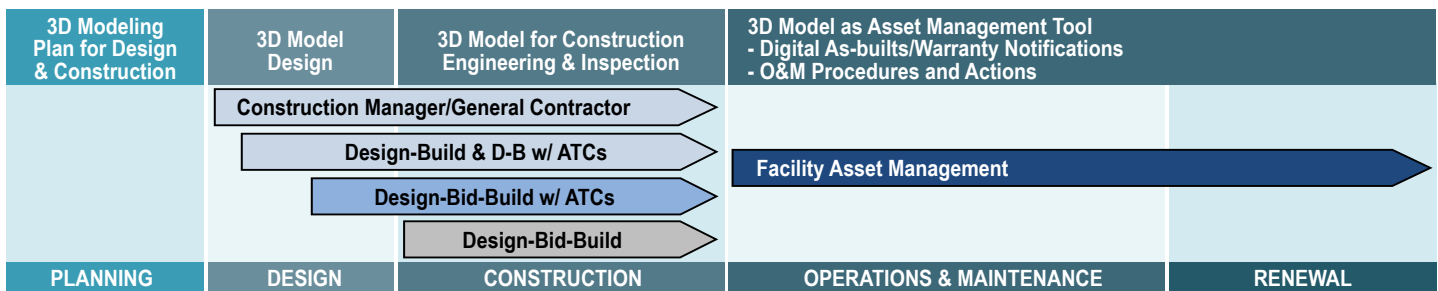 3D Modeling
Plan for Design
& Construction
3D Model
Design
3D Model for Construction
Engineering & Inspection
3D Model as Asset Management Tool
- Digital As-builts/Warranty Notifications
- O&M Procedures and Actions
Construction Manager/General Contractor
Design-Build & D-B w/ ATCs
Facility Asset Management
Design-Bid-Build w/ ATCs
Design-Bid-Build
PLANNING
DESIGN
CONSTRUCTION
OPERATIONS & MAINTENANCE
RENEWAL